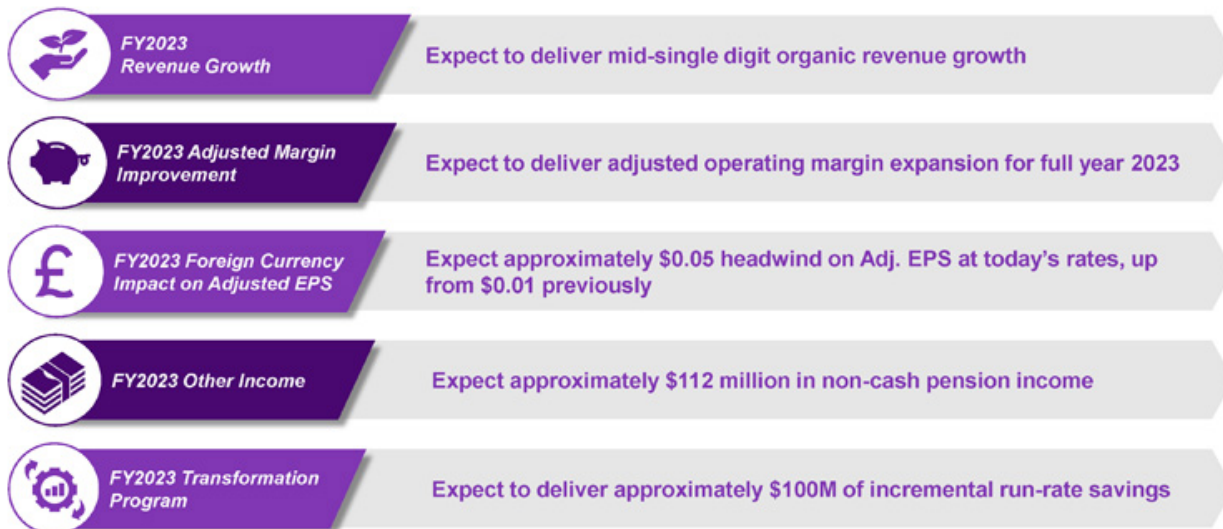 FY2023
Revenue Growth
Expect to deliver mid-single digit organic revenue growth
FY2023 Adjusted Margin
Improvement
Expect to deliver adjusted operating margin expansion for full year 2023
FY2023 Foreign Currency
Impact on Adjusted EPS
Expect approximately $0.05 headwind on Adj. EPS at today's rates, up
from $0.01 previously
£
FY2023 Other Income
Expect approximately $112 million in non-cash pension income
FY2023 Transformation
Program
Expect to deliver approximately $100M of incremental run-rate savings